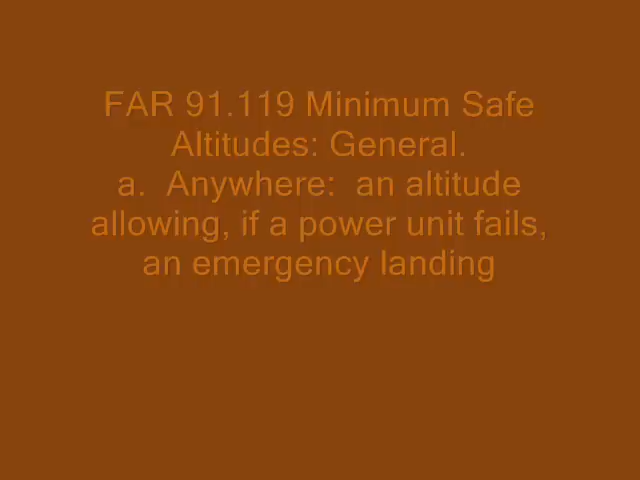 FAR 91.119 Minimum Safe
Altitudes: General.
a.  Anywhere:  an altitude
allowing, if a power unit fails,
an emergency landing